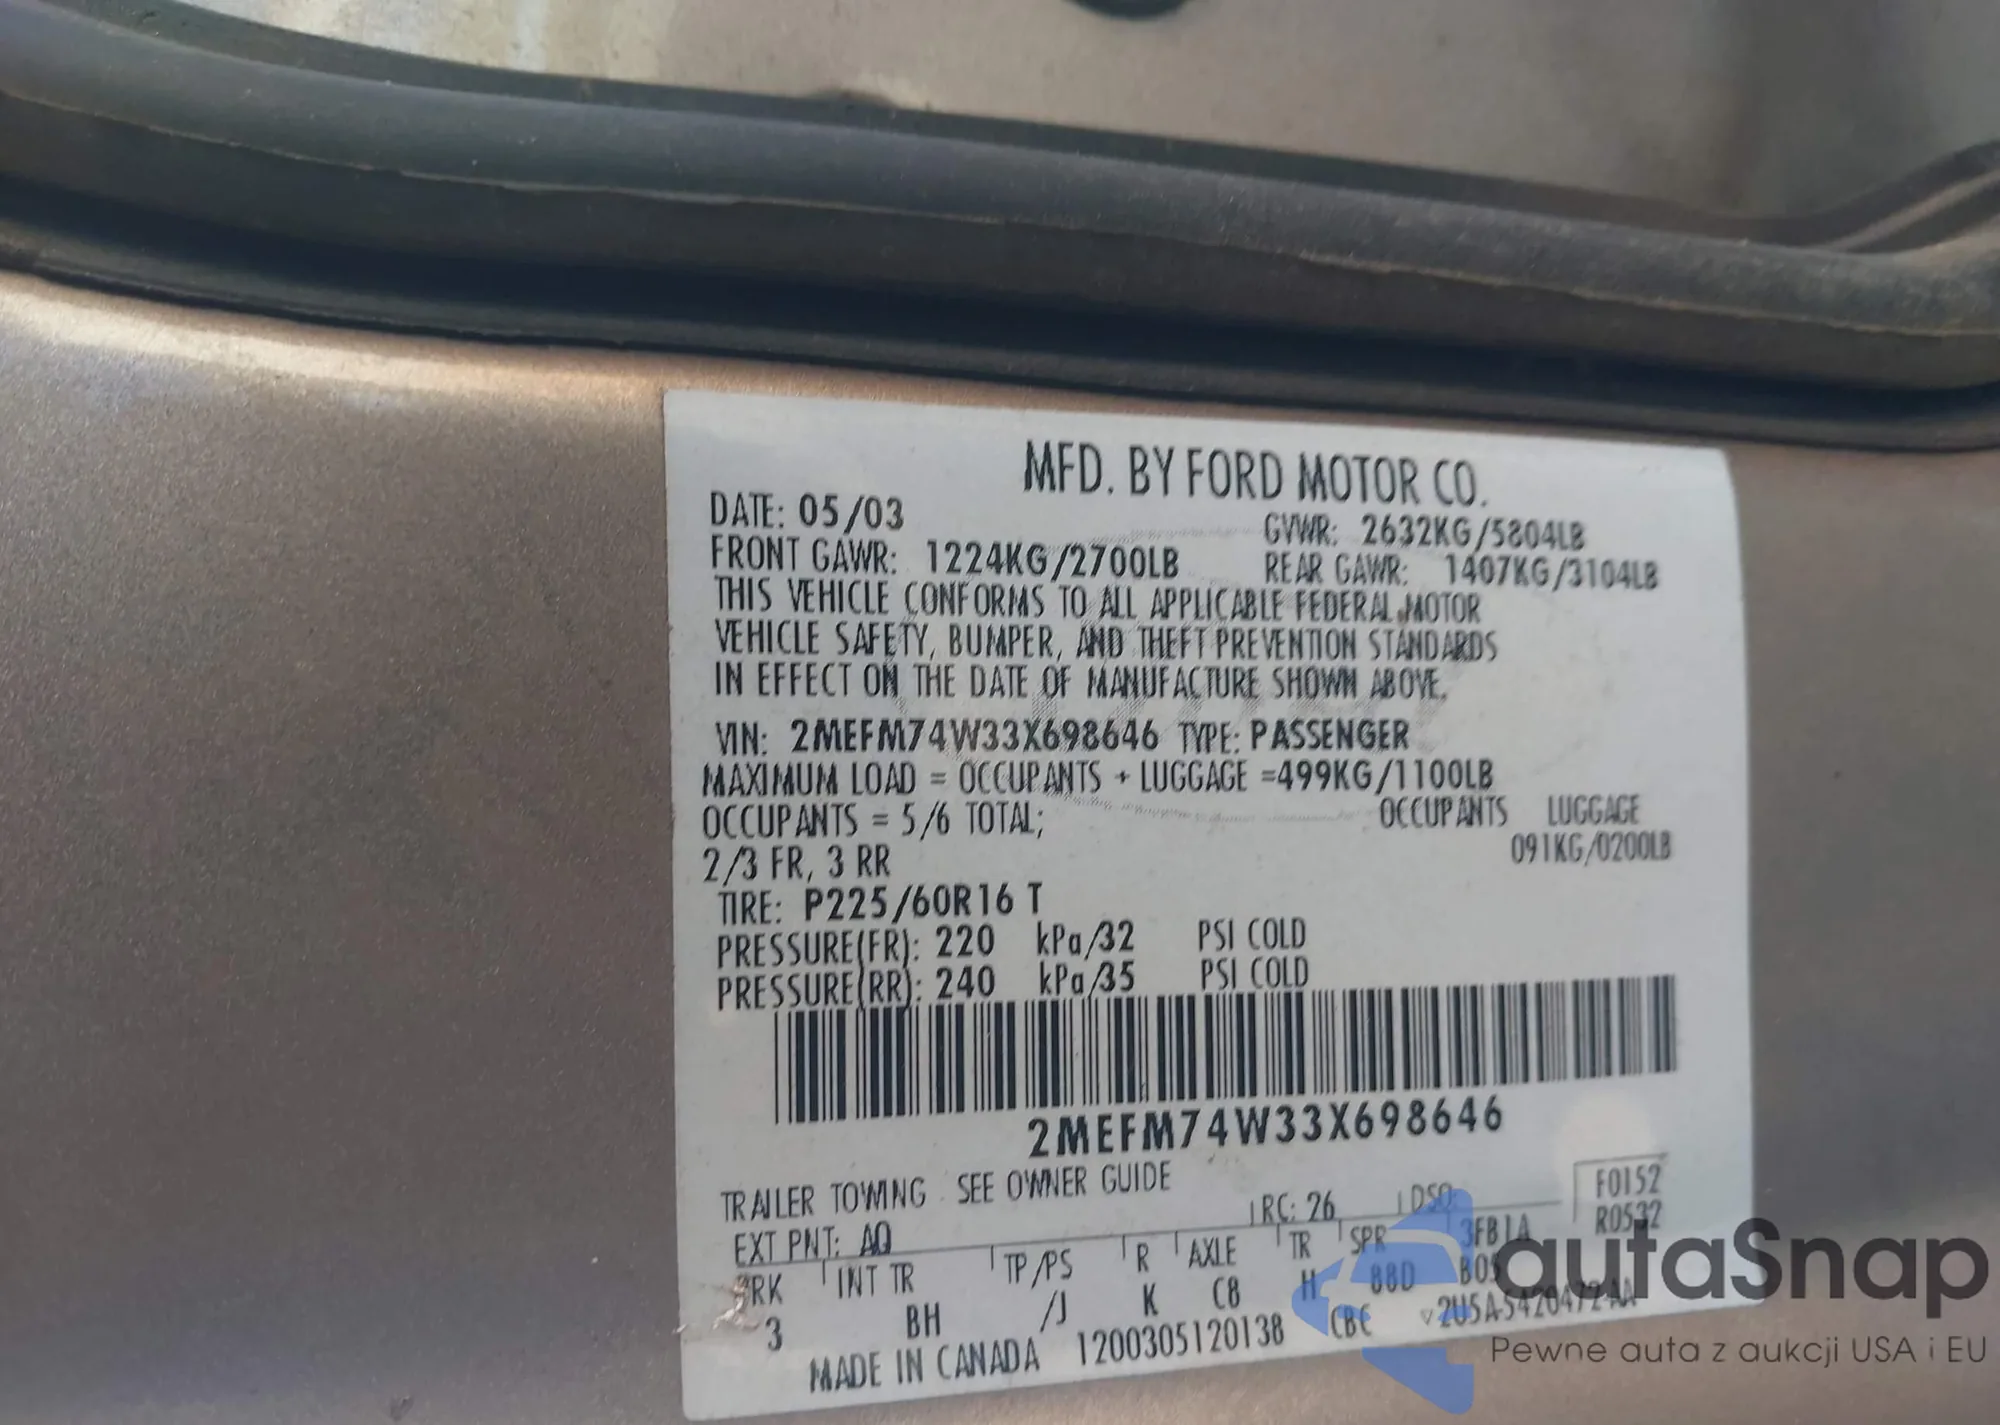 MFD. BY FORD MOTOR CO.
DATE: 05/03 GVWR: 2632KG/5804LB
FRONT GAWR: 1224KG/2700LB REAR GAWR: 1407KG/3104LB
THIS VEHICLE CONFORMS TO ALL APPLICABLE FEDERAL MOTOR
VEHICLE SAFETY, BUMPER, AND THEFT PREVENTION STANDARDS
IN EFFECT ON THE DATE OF MANUFACTURE SHOWN ABOVE.
VIN: 2MEFM74W33X698646 TYPE: PASSENGER
MAXIMUM LOAD = OCCUPANTS + LUGGAGE =499KG/1100LB
OCCUPANTS = 5/6 TOTAL; OCCUPANTS LUGGAGE
2/3 FR, 3 RR 091KG/0200LB
TIRE: P225/60R16 T
PRESSURE(FR): 220 kPa/32 PSI COLD
PRESSURE(RR): 240 kPa/35 PSI COLD
2MEFM74W33X698646
TRAILER TOWING SEE OWNER GUIDE F0152
EXT PNT: AQ RC: 26 DSO: R0532
BRK INT TR TP/PS R AXLE TR SPR 3FB1A
3 BH /J K C8 H 88D B05
MADE IN CANADA 1200305120138 CBC ▽2U5A-5420472-AA
autaSnap
Pewne auta z aukcji USA i EU